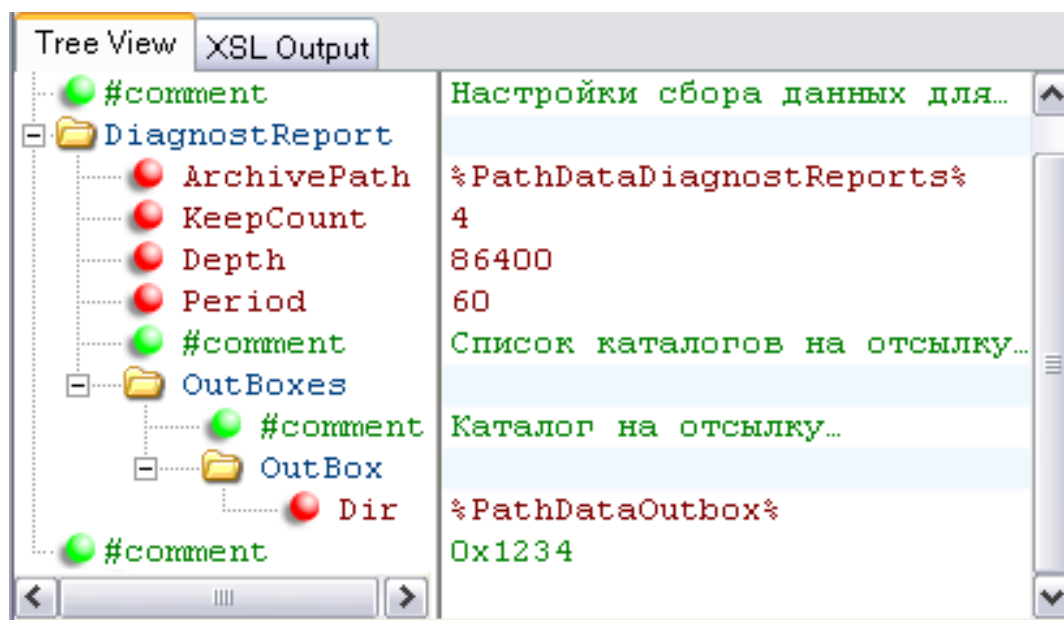 Tree View XSL Output
#comment Настройки сбора данных для…
DiagnostReport
ArchivePath %PathDataDiagnostReports%
KeepCount 4
Depth 86400
Period 60
#comment Список каталогов на отсылку…
OutBoxes
#comment Каталог на отсылку…
OutBox
Dir %PathDataOutbox%
#comment 0x1234